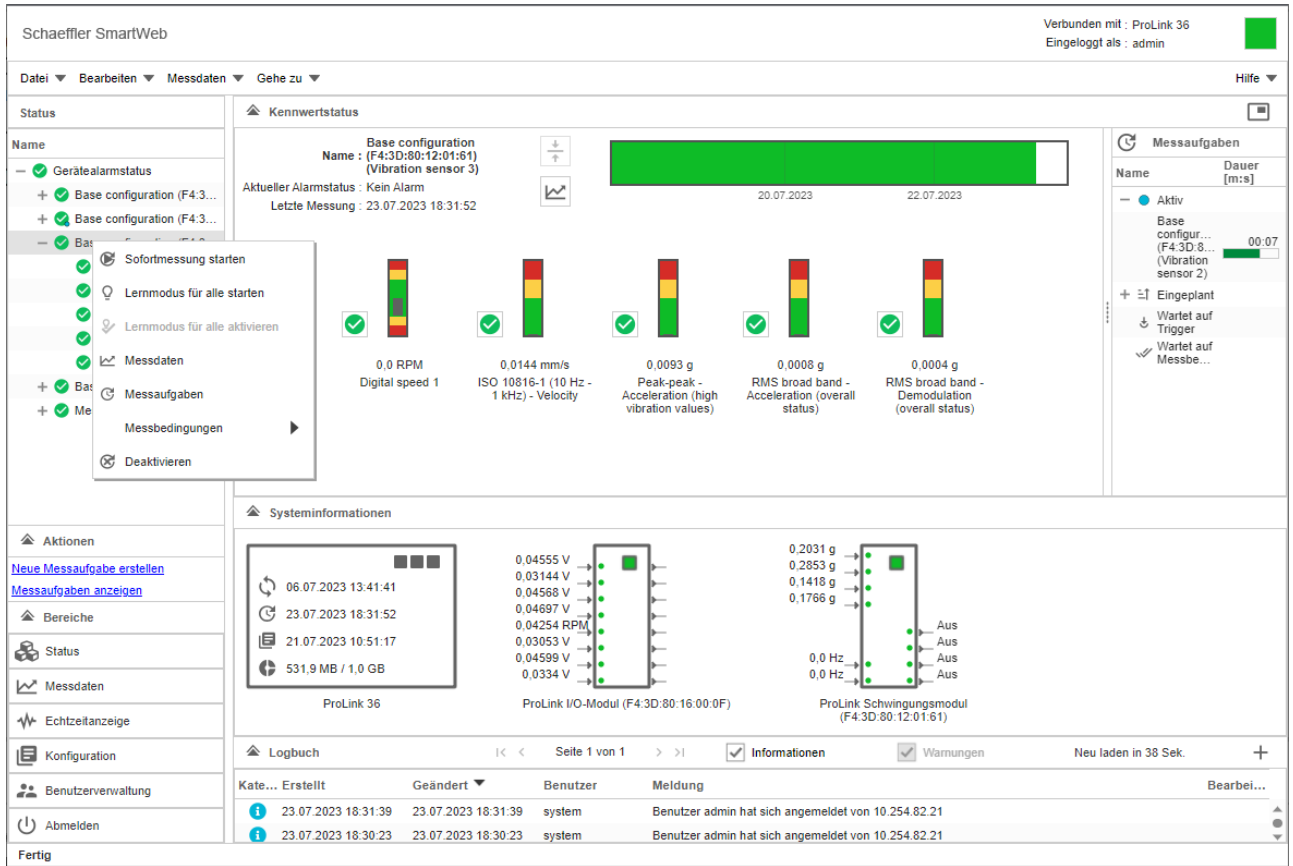 Schaeffler SmartWeb
Verbunden mit : ProLink 36
Eingeloggt als : admin
Datei Bearbeiten Messdaten Gehe zu Hilfe
Status
Name
Gerätealarmstatus
Base configuration (F4:3...
Base configuration (F4:3...
Sofortmessung starten
Lernmodus für alle starten
Lernmodus für alle aktivieren
Messdaten
Messaufgaben
Messbedingungen
Deaktivieren
Aktionen
Neue Messaufgabe erstellen
Messaufgaben anzeigen
Bereiche
Status
Messdaten
Echtzeitanzeige
Konfiguration
Benutzerverwaltung
Abmelden
Kennwertstatus
Name : Base configuration
(F4:3D:80:12:01:61)
(Vibration sensor 3)
Aktueller Alarmstatus : Kein Alarm
Letzte Messung : 23.07.2023 18:31:52
20.07.2023 22.07.2023
0,0 RPM
Digital speed 1
0,0144 mm/s
ISO 10816-1 (10 Hz -
1 kHz) - Velocity
0,0093 g
Peak-peak -
Acceleration (high
vibration values)
0,0008 g
RMS broad band -
Acceleration (overall
status)
0,0004 g
RMS broad band -
Demodulation
(overall status)
Messaufgaben
Name Dauer
[m:s]
Aktiv
Base
configur...
(F4:3D:8...
(Vibration
sensor 2)
00:07
Eingeplant
Wartet auf
Trigger
Wartet auf
Messbe...
Systeminformationen
06.07.2023 13:41:41
23.07.2023 18:31:52
21.07.2023 10:51:17
531,9 MB / 1,0 GB
ProLink 36
0,04555 V
0,03144 V
0,04568 V
0,04697 V
0,04254 RPM
0,03053 V
0,04599 V
0,0334 V
ProLink I/O-Modul (F4:3D:80:16:00:0F)
0,2031 g
0,2853 g
0,1418 g
0,1766 g
0,0 Hz
0,0 Hz
Aus
Aus
Aus
Aus
ProLink Schwingungsmodul
(F4:3D:80:12:01:61)
Logbuch Seite 1 von 1 Informationen Warnungen Neu laden in 38 Sek.
Kate... Erstellt Geändert Benutzer Meldung Bearbei...
23.07.2023 18:31:39 23.07.2023 18:31:39 system Benutzer admin hat sich angemeldet von 10.254.82.21
23.07.2023 18:30:23 23.07.2023 18:30:23 system Benutzer admin hat sich angemeldet von 10.254.82.21
Fertig